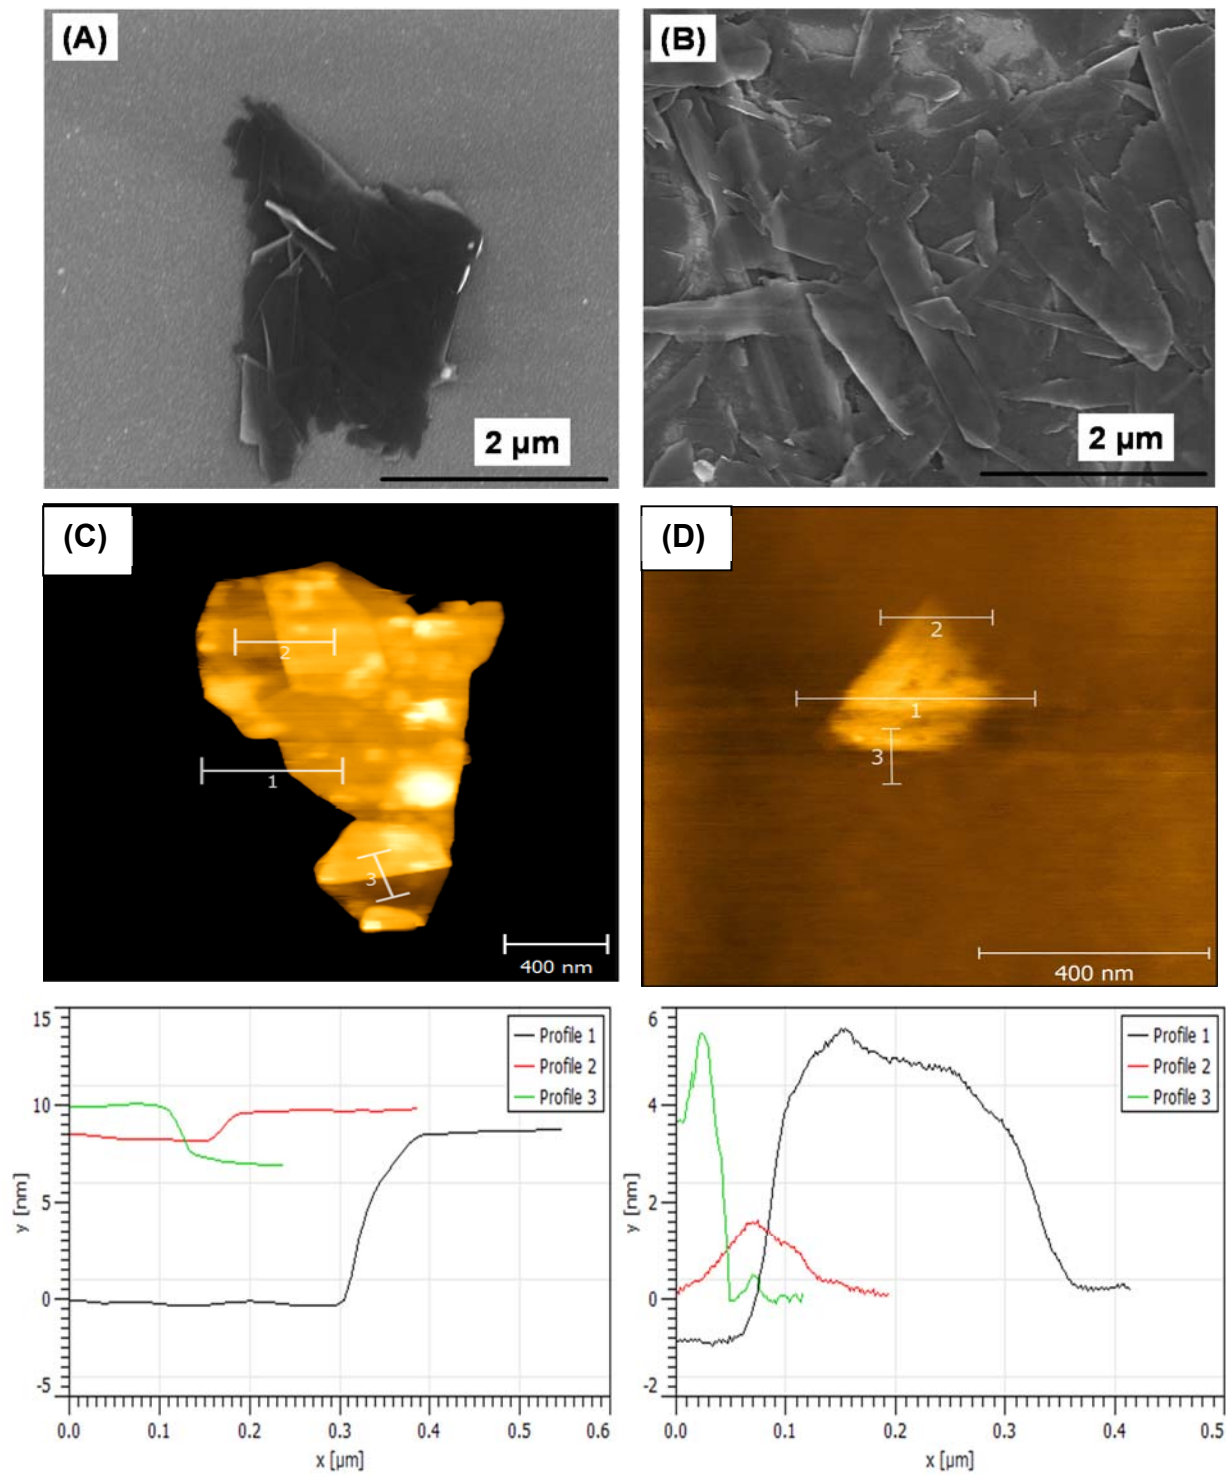 (A)
2 µm
(B)
2 µm
(C)
2
1
3
400 nm
(D)
2
1
3
400 nm
15
10
5
0
-5
y [nm]
Profile 1
Profile 2
Profile 3
0.0 0.1 0.2 0.3 0.4 0.5 0.6
x [µm]
6
4
2
0
-2
y [nm]
Profile 1
Profile 2
Profile 3
0.0 0.1 0.2 0.3 0.4 0.5
x [µm]